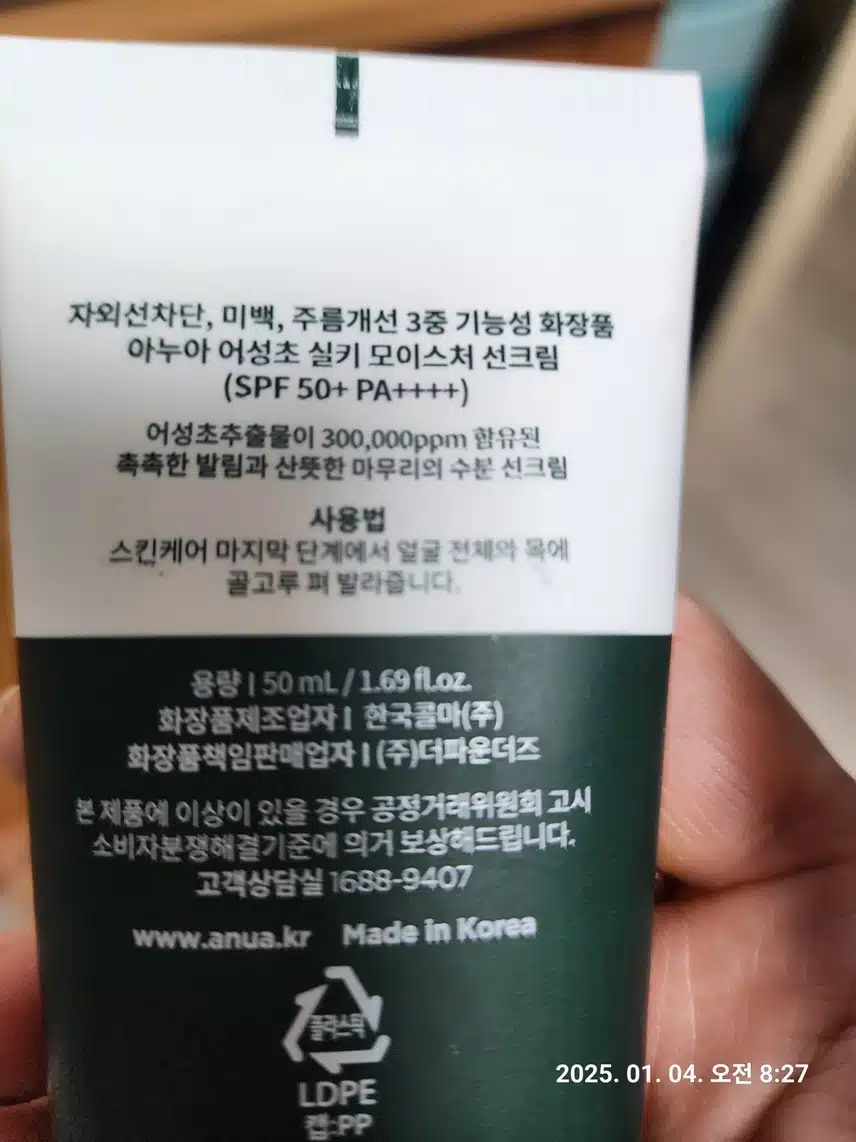 자외선차단, 미백, 주름개선 3중 기능성 화장품
아누아 어성초 실키 모이스처 선크림
(SPF 50+ PA++++)
어성초추출물이 300,000ppm 함유된
촉촉한 발림과 산뜻한 마무리의 수분 선크림
사용법
스킨케어 마지막 단계에서 얼굴 전체와 목에
골고루 펴 발라줍니다.
용량 | 50 mL / 1.69 fl.oz.
화장품제조업자 | 한국콜마(주)
화장품책임판매업자 | (주)더파운더즈
본 제품에 이상이 있을 경우 공정거래위원회 고시
소비자분쟁해결기준에 의거 보상해드립니다.
고객상담실 1688-9407
www.anua.kr Made in Korea
플라스틱
LDPE
캡:PP
2025. 01. 04. 오전 8:27